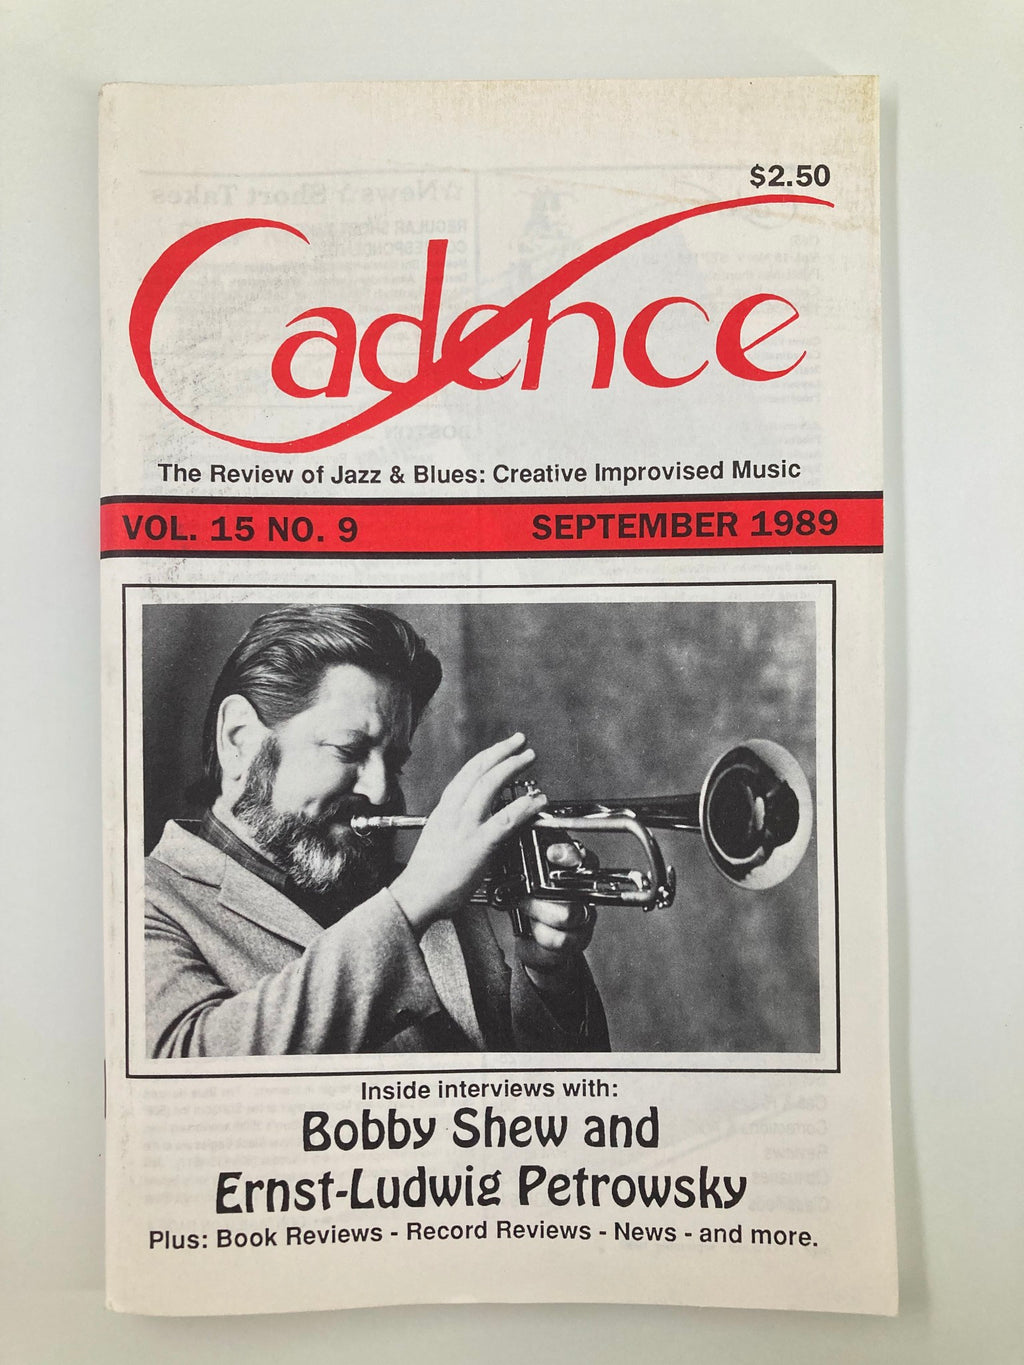 $2.50
Cadence
The Review of Jazz & Blues: Creative Improvised Music
VOL. 15 NO. 9 SEPTEMBER 1989
Inside interviews with:
Bobby Shew and
Ernst-Ludwig Petrowsky
Plus: Book Reviews - Record Reviews - News - and more.